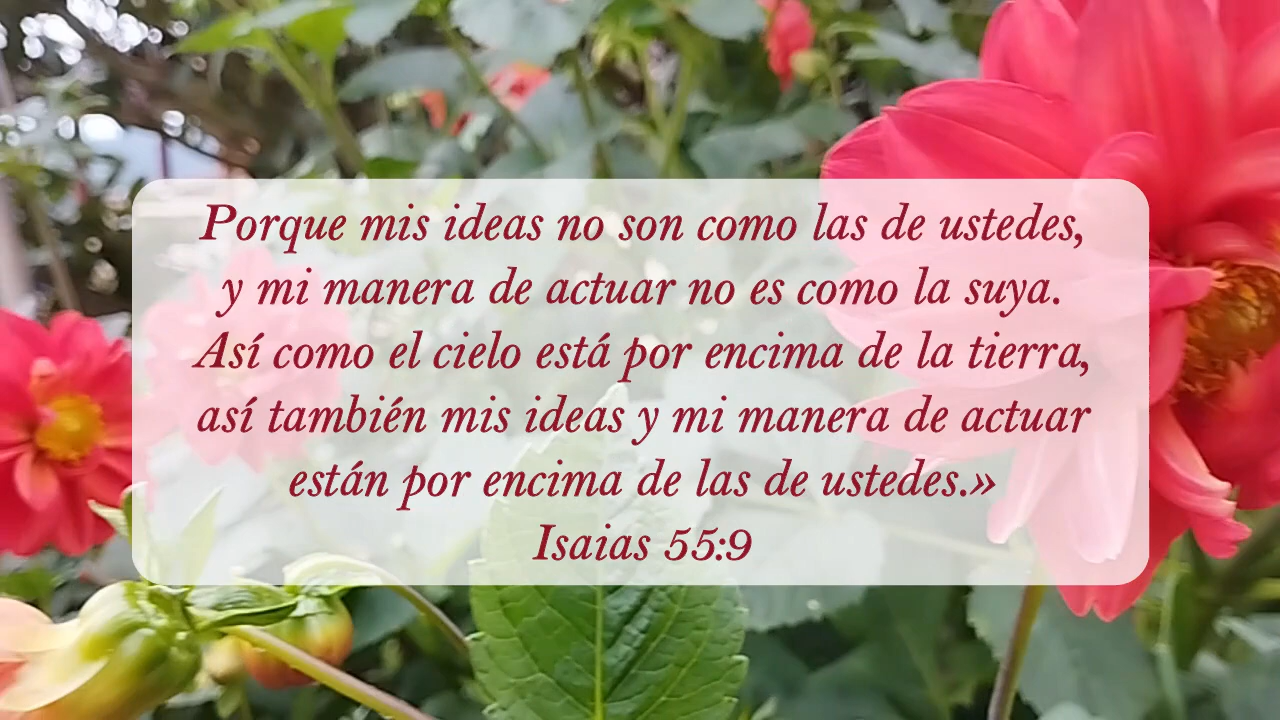 Porque mis ideas no son como las de ustedes,
y mi manera de actuar no es como la suya.
Así como el cielo está por encima de la tierra,
así también mis ideas y mi manera de actuar
están por encima de las de ustedes.»
Isaias 55:9